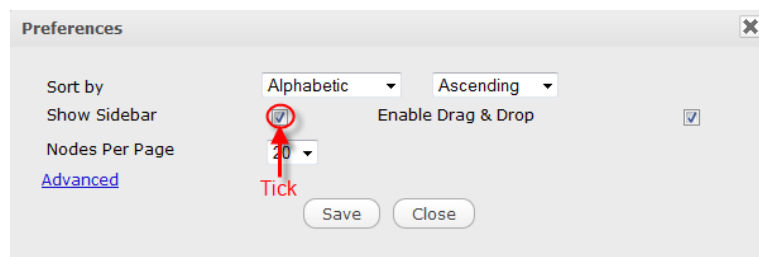 Preferences
Sort by Alphabetic Ascending
Show Sidebar Enable Drag & Drop
Nodes Per Page 20
Advanced
Tick
Save Close